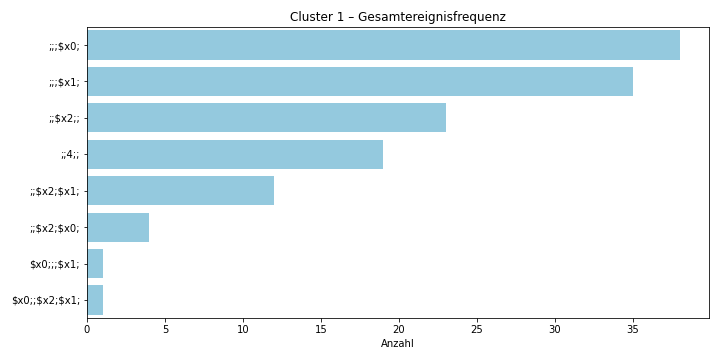 Cluster 1 – Gesamtereignisfrequenz
;;;$x0;
;;;$x1;
;;$x2;;
;;4;;
;;$x2;$x1;
;;$x2;$x0;
$x0;;;$x1;
$x0;;$x2;$x1;
0 5 10 15 20 25 30 35
Anzahl